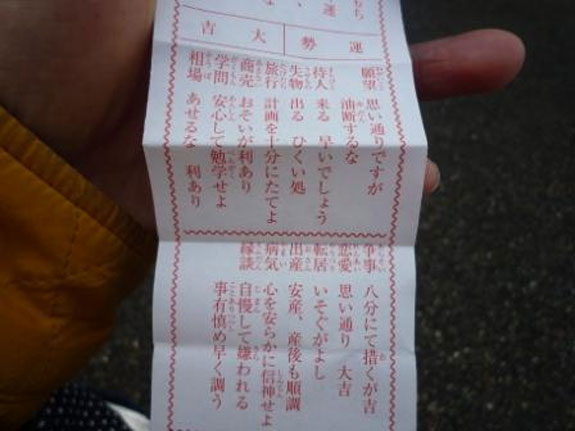 もち
運
な
運勢 大吉
願望 思い通りですが
油断するな
待人 来る 早いでしょう
失物 出る ひくい処
旅行 計画を十分にたてよ
商売 おそいが利あり
学問 安心して勉学せよ
相場 あせるな 利あり
争事 八分にて措くが吉
恋愛 思い通り 大吉
転居 いそぐがよし
出産 安産、産後も順調
病気 心を安らかに信神せよ
縁談 自慢して嫌われる
事有慎め早く調う